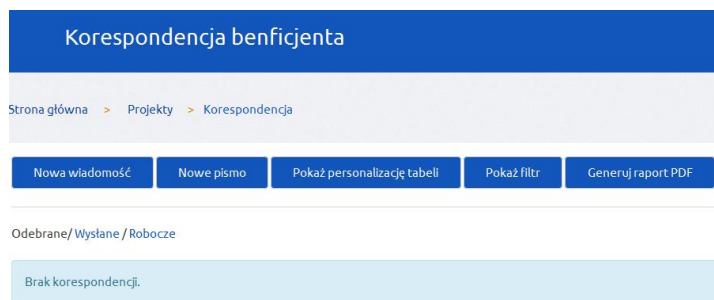 Korespondencja benficjenta
Strona główna > Projekty > Korespondencja
Nowa wiadomość Nowe pismo Pokaż personalizację tabeli Pokaż filtr Generuj raport PDF
Odebrane/ Wysłane / Robocze
Brak korespondencji.